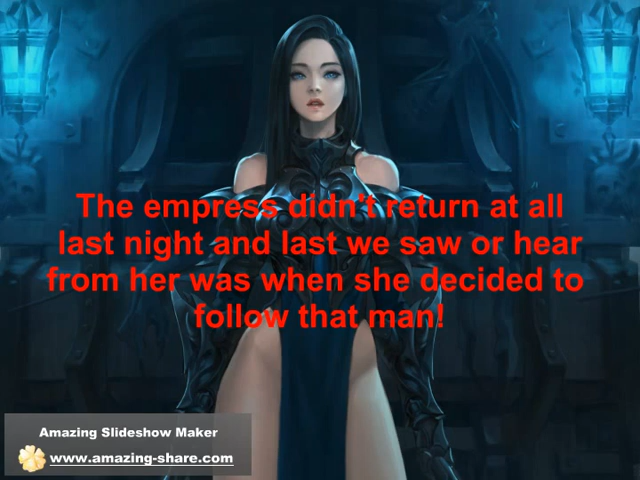 The empress didn't return at all
last night and last we saw or hear
from her was when she decided to
follow that man!
Amazing Slideshow Maker
www.amazing-share.com